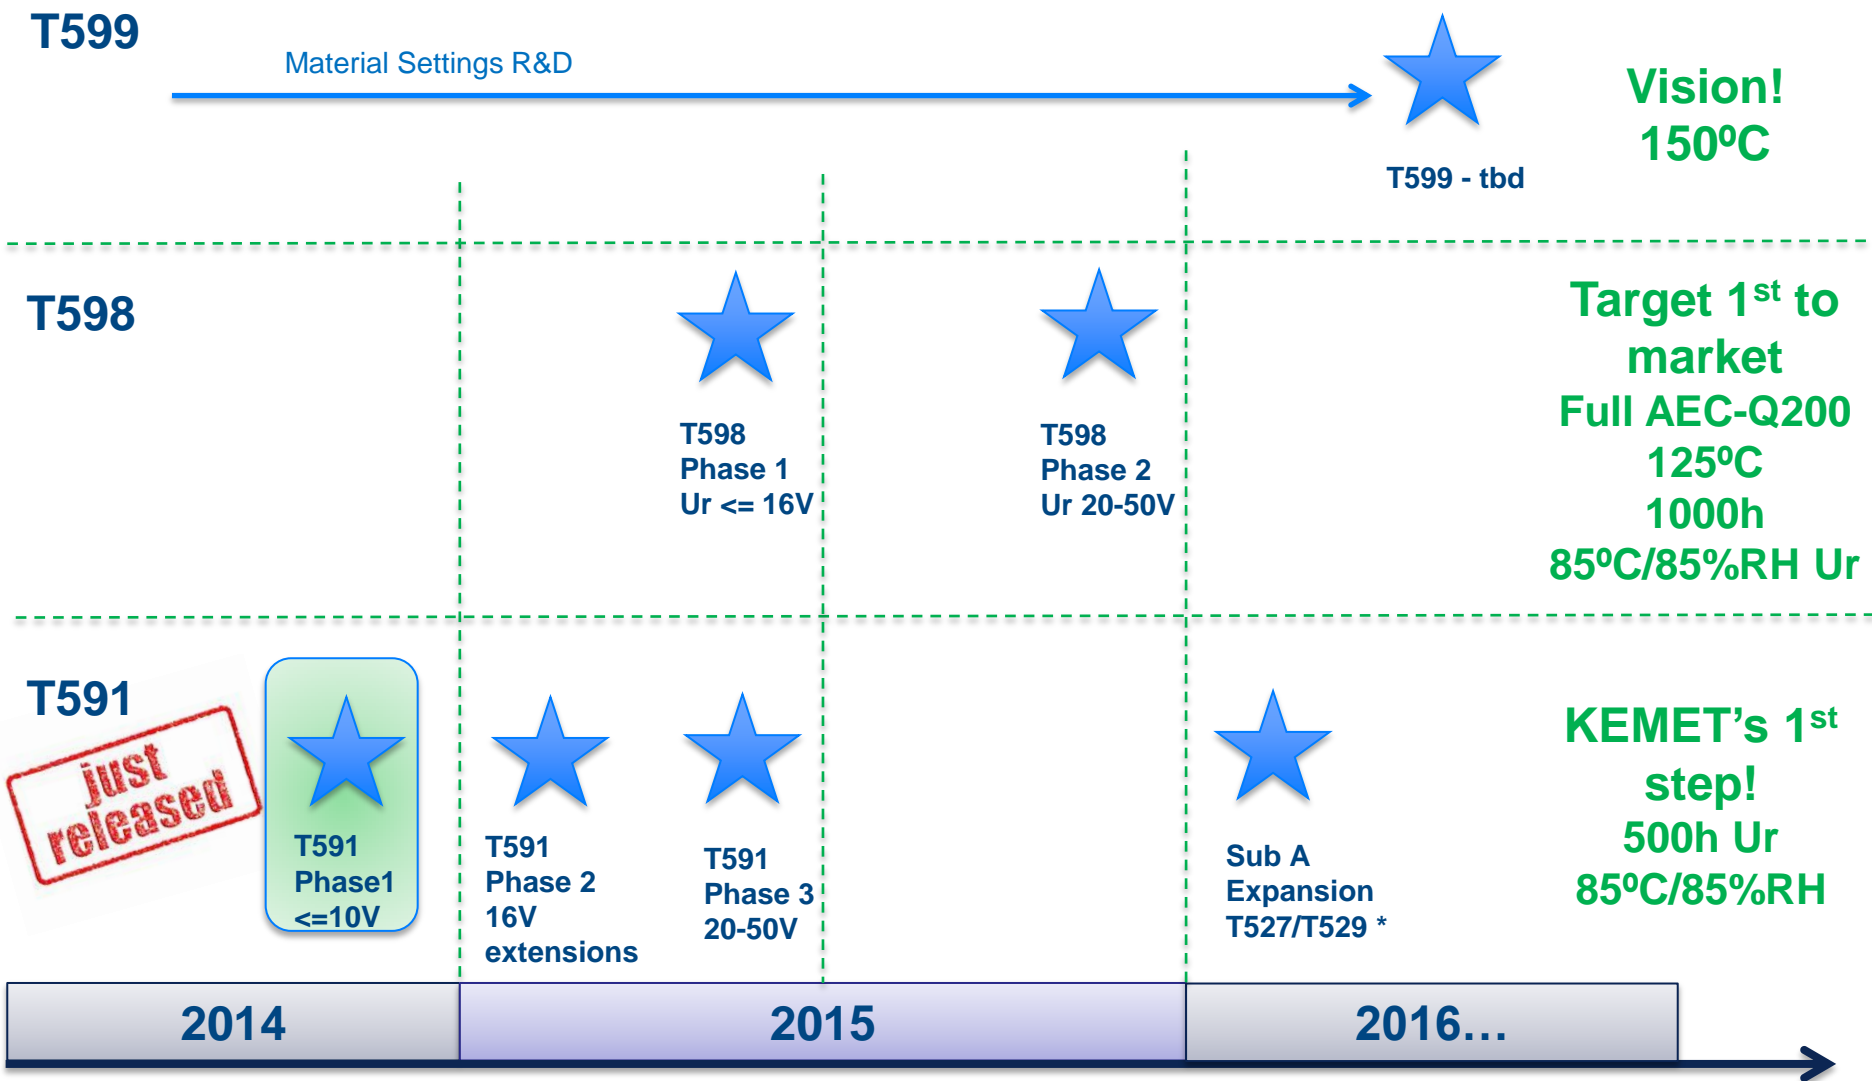 T599
Material Settings R&D
Vision!
150ºC
T599 - tbd
T598
T598
Phase 1
Ur <= 16V
T598
Phase 2
Ur 20-50V
Target 1st to
market
Full AEC-Q200
125ºC
1000h
85ºC/85%RH Ur
T591
just
released
T591
Phase1
<=10V
T591
Phase 2
16V
extensions
T591
Phase 3
20-50V
Sub A
Expansion
T527/T529 *
KEMET’s 1st
step!
500h Ur
85ºC/85%RH
2014
2015
2016…